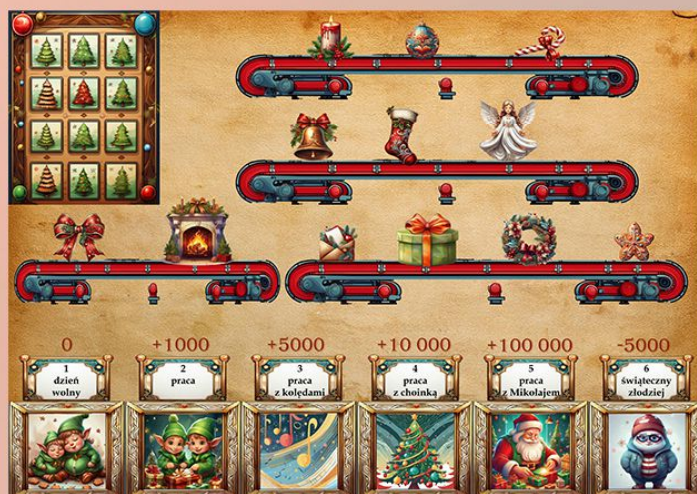 0 +1000 +5000 +10 000 +100 000 -5000
1
dzień
wolny
2
praca
3
praca
z kolędami
4
praca
z choinką
5
praca
z Mikołajem
6
świąteczny
złodziej